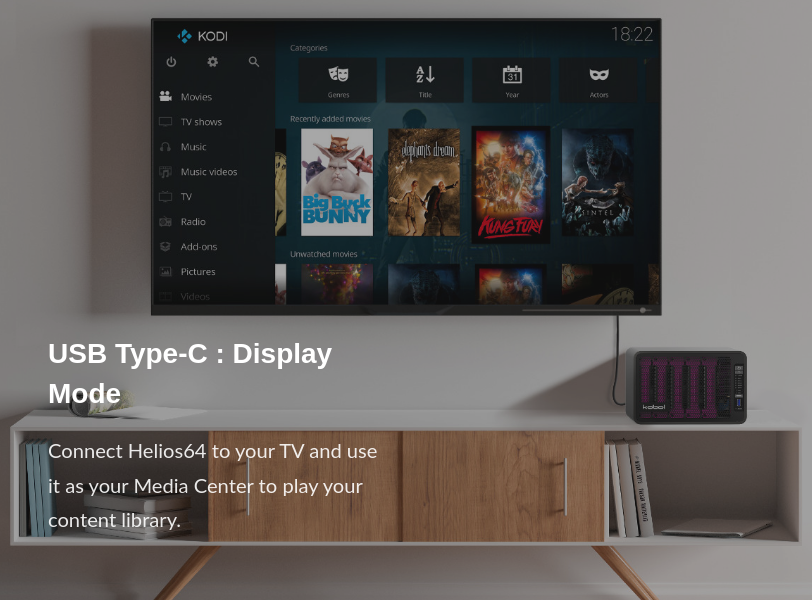 KODI
18:22
Categories
Genres
Title
Year
Actors
Movies
TV shows
Music
Music videos
TV
Radio
Add-ons
Pictures
Videos
Recently added movies
Big Buck
BUNNY
elephants dream
KUNG FURY
SINTEL
Unwatched movies
USB Type-C : Display
Mode
kobol
Connect Helios64 to your TV and use
it as your Media Center to play your
content library.